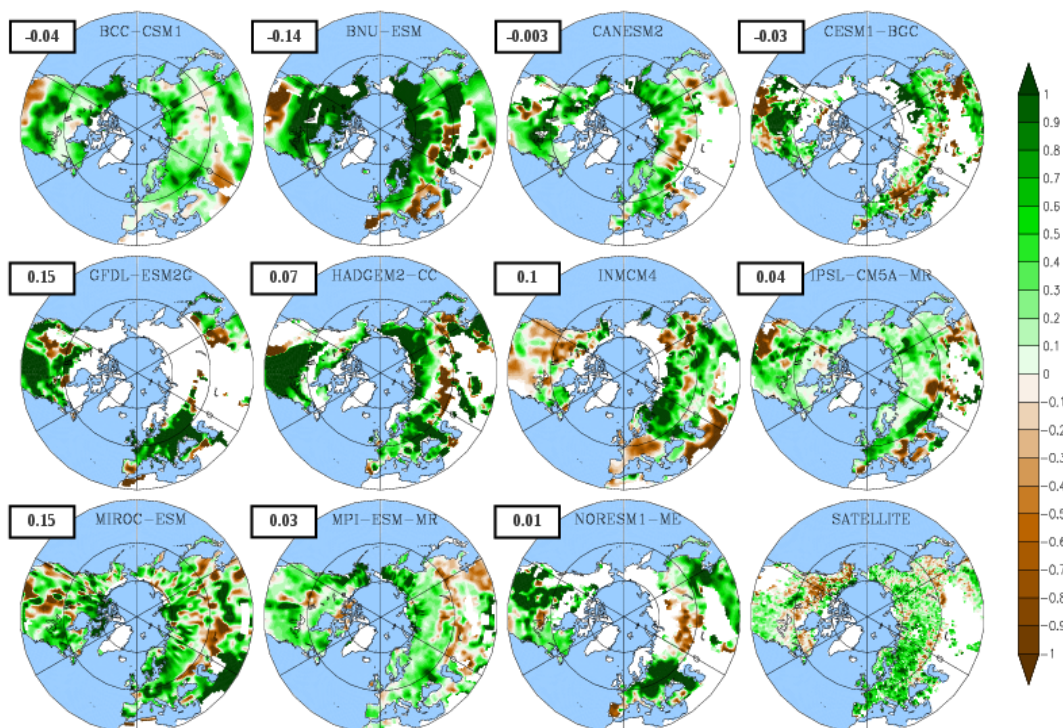 -0.04
BCC-CSM1
-0.14
BNU-ESM
-0.003
CANESM2
-0.03
CESM1-BGC
0.15
GFDL-ESM2G
0.07
HADGEM2-CC
0.1
INMCM4
0.04
IPSL-CM5A-MR
0.15
MIROC-ESM
0.03
MPI-ESM-MR
0.01
NORESM1-ME
SATELLITE
1
0.9
0.8
0.7
0.6
0.5
0.4
0.3
0.2
0.1
0
-0.1
-0.2
-0.3
-0.4
-0.5
-0.6
-0.7
-0.8
-0.9
-1